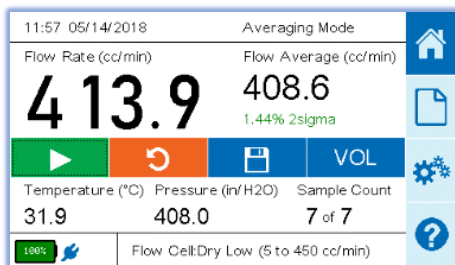 11:57 05/14/2018 Averaging Mode
Flow Rate (cc/min) Flow Average (cc/min)
413.9 408.6
1.44% 2sigma
VOL
Temperature (°C) Pressure (in/H2O) Sample Count
31.9 408.0 7 of 7
100% Flow Cell:Dry Low (5 to 450 cc/min)
?